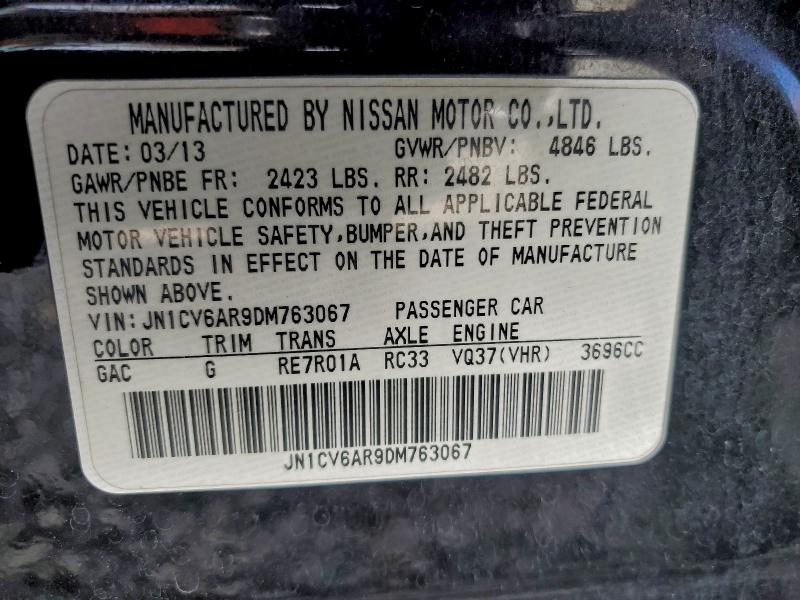 MANUFACTURED BY NISSAN MOTOR CO.,LTD.
DATE: 03/13 GVWR/PNBV: 4846 LBS.
GAWR/PNBE FR: 2423 LBS. RR: 2482 LBS.
THIS VEHICLE CONFORMS TO ALL APPLICABLE FEDERAL
MOTOR VEHICLE SAFETY,BUMPER,AND THEFT PREVENTION
STANDARDS IN EFFECT ON THE DATE OF MANUFACTURE
SHOWN ABOVE.
VIN: JN1CV6AR9DM763067 PASSENGER CAR
COLOR TRIM TRANS AXLE ENGINE
GAC G RE7R01A RC33 VQ37(VHR) 3696CC
JN1CV6AR9DM763067